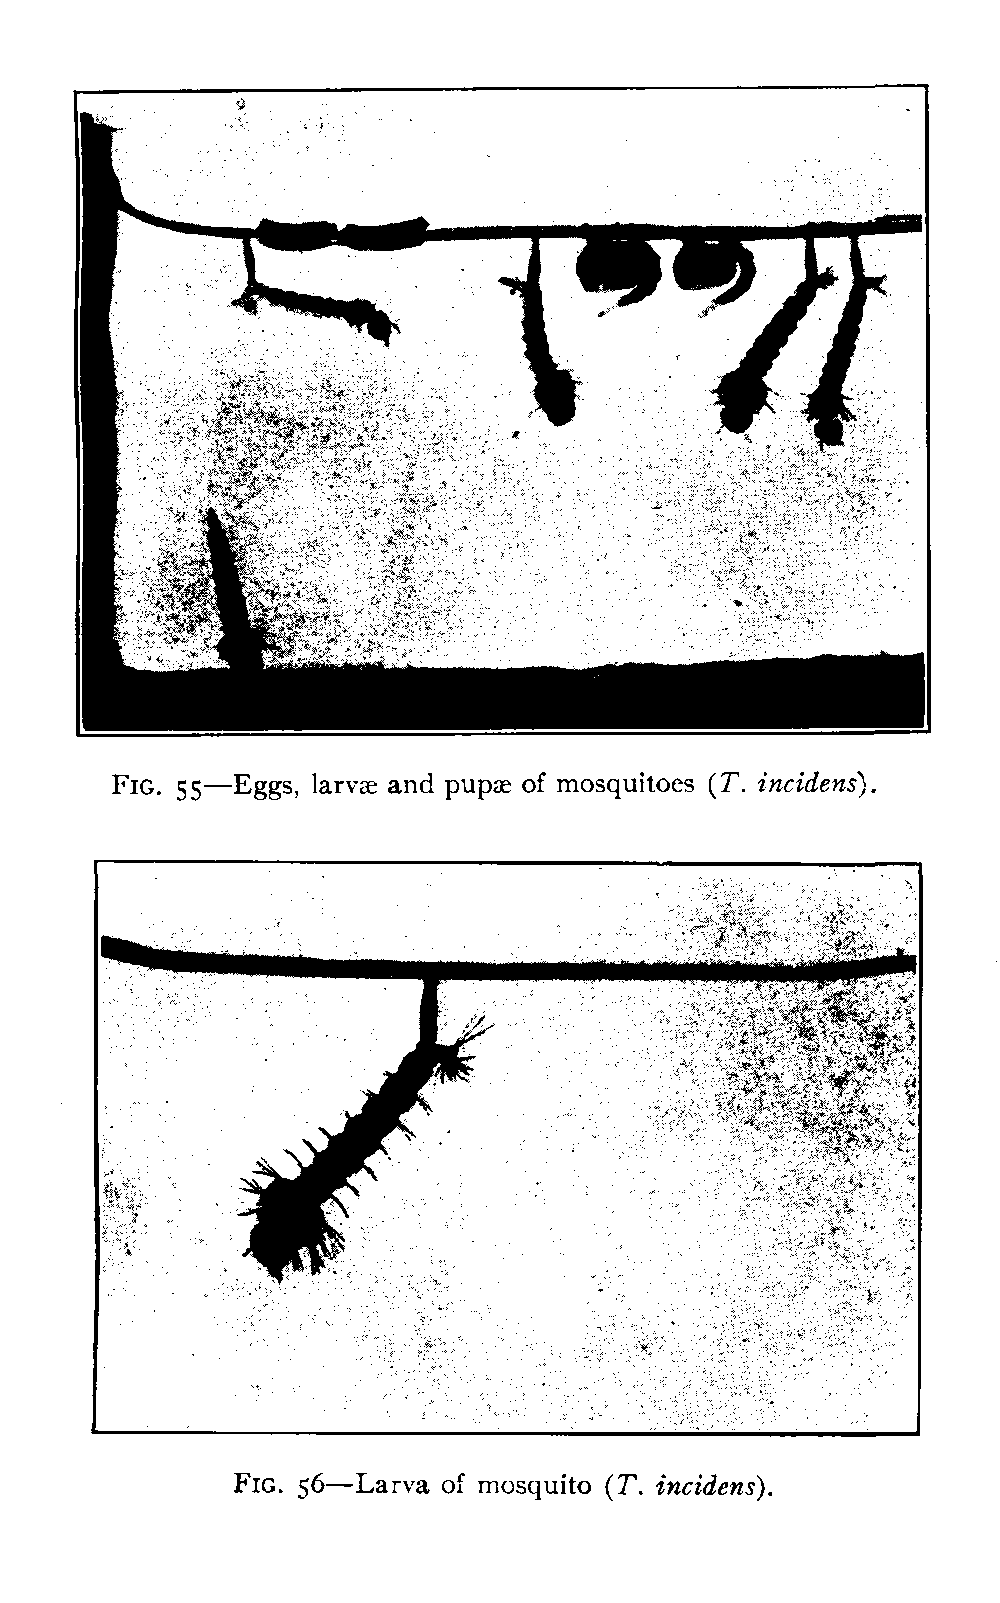 FIG. 55—Eggs, larvæ and pupæ of mosquitoes (T. incidens).
FIG. 56—Larva of mosquito (T. incidens).